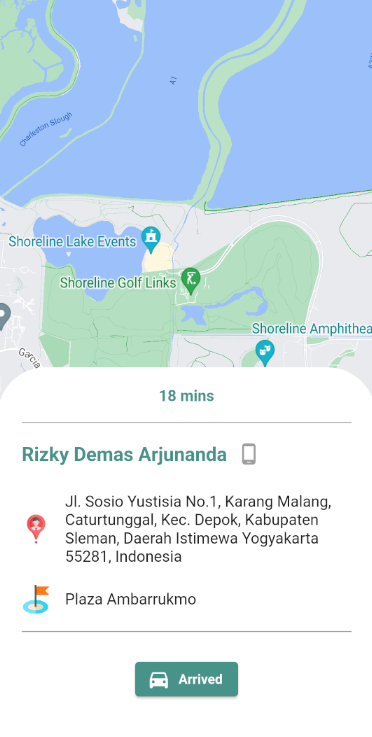 Charleston Slough
A1
Shoreline Lake Events
Shoreline Golf Links
Shoreline Amphithea
Garcia
18 mins
Rizky Demas Arjunanda
Jl. Sosio Yustisia No.1, Karang Malang,
Caturtunggal, Kec. Depok, Kabupaten
Sleman, Daerah Istimewa Yogyakarta
55281, Indonesia
Plaza Ambarrukmo
Arrived